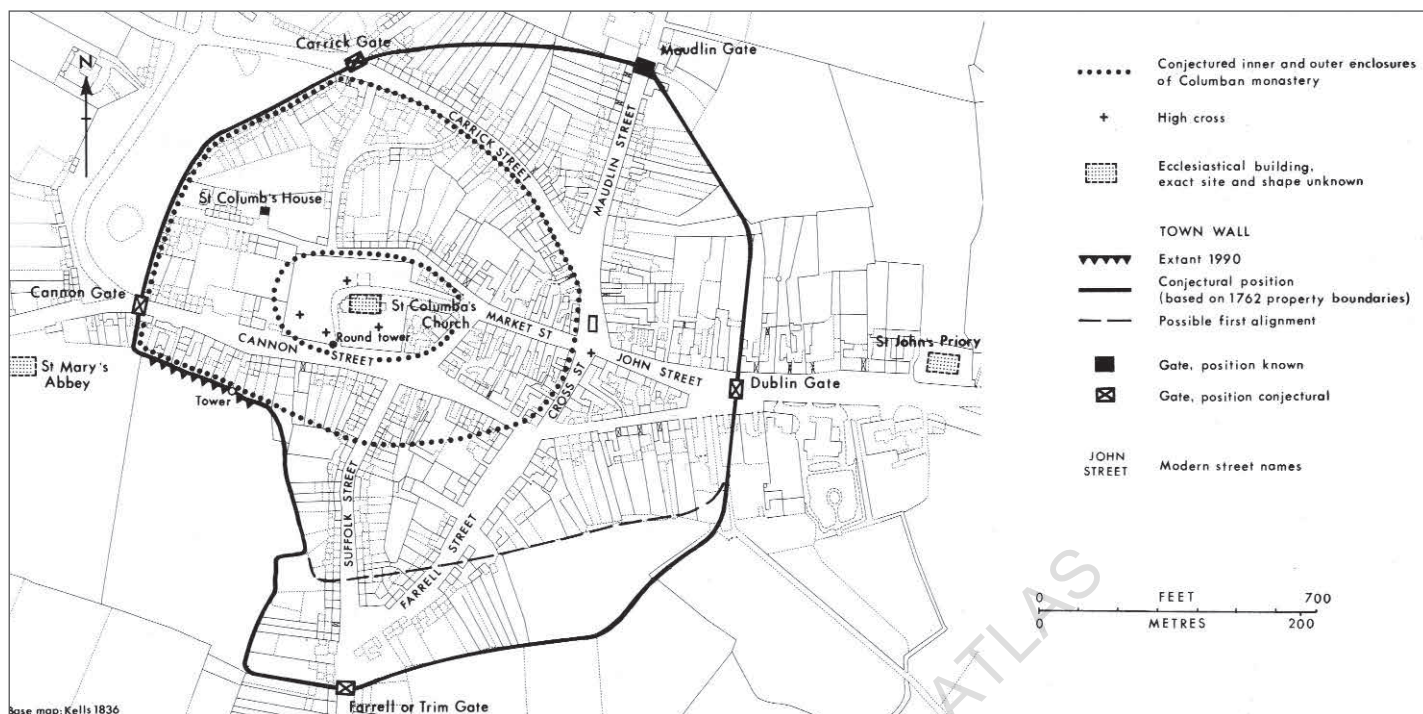 Carrick Gate
Maudlin Gate
N
CARRICK STREET
MAUDLIN STREET
St Columb's House
Cannon Gate
St Columba's
Church
MARKET ST
Round tower
CANNON
STREET
St Mary's
Abbey
Tower
CROSS ST
JOHN STREET
St John's Priory
Dublin Gate
SUFFOLK STREET
FARRELL STREET
Farrell or Trim Gate
Base map: Kells 1836
Conjectured inner and outer enclosures
of Columban monastery
High cross
Ecclesiastical building,
exact site and shape unknown
TOWN WALL
Extant 1990
Conjectural position
(based on 1762 property boundaries)
Possible first alignment
Gate, position known
Gate, position conjectural
JOHN
STREET
Modern street names
0 FEET 700
0 METRES 200
ATLAS